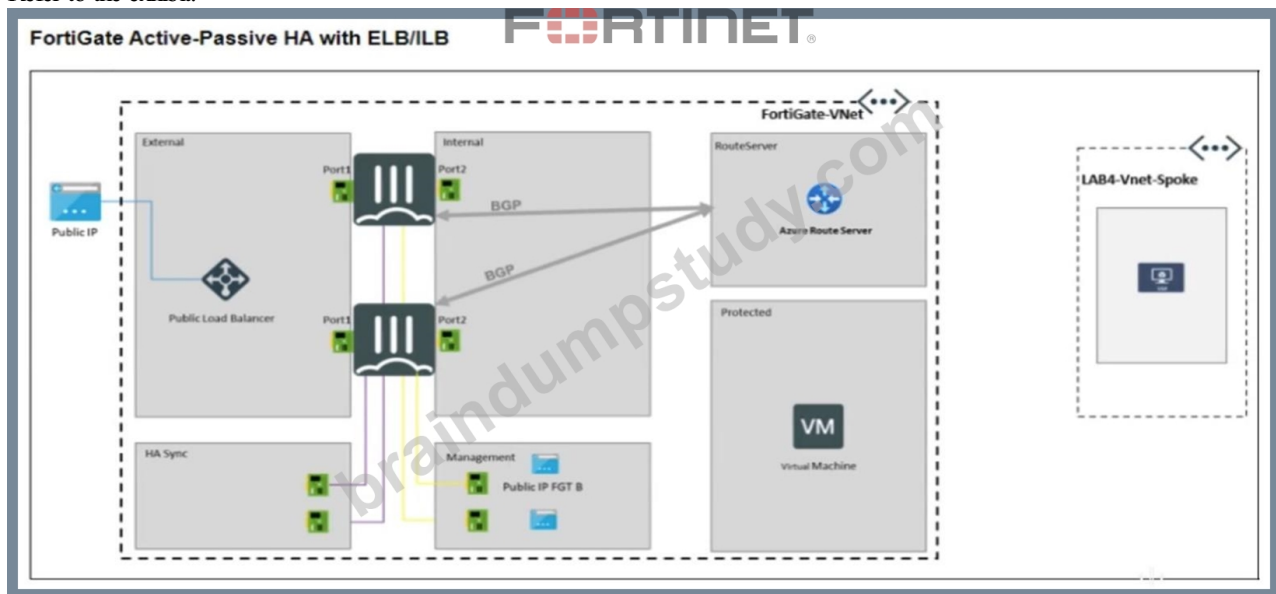 FORTINET®
FortiGate Active-Passive HA with ELB/ILB
FortiGate-VNet
External
Internal
RouteServer
Port1
Port2
LAB4-Vnet-Spoke
BGP
Public IP
Azure Route Server
BGP
Public Load Balancer
Port1
Port2
Protected
VM
HA Sync
Management
Public IP FGT B
Virtual Machine
braindumpstudy.com